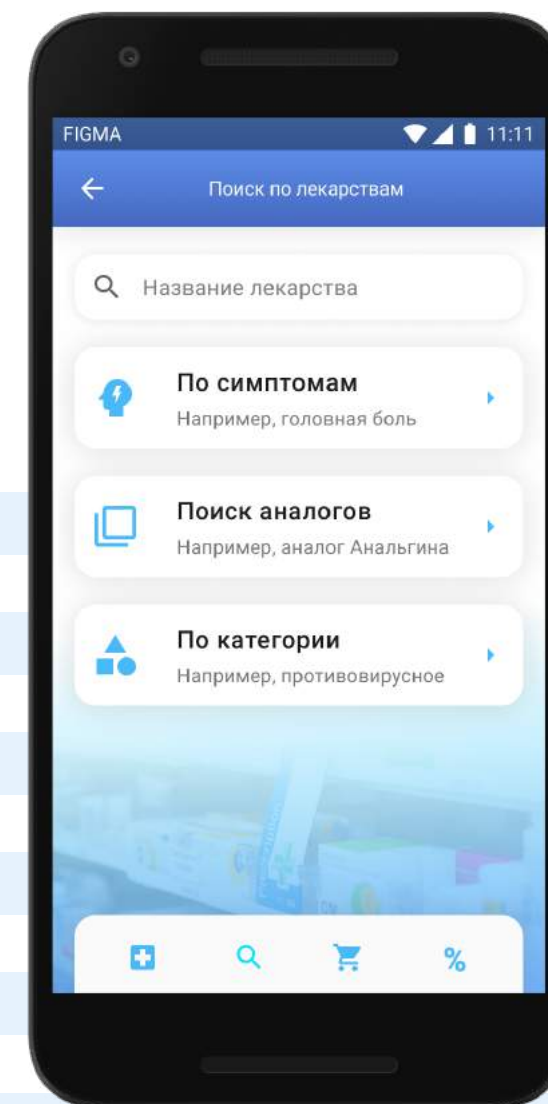 FIGMA
11:11
Поиск по лекарствам
Название лекарства
По симптомам
Например, головная боль
Поиск аналогов
Например, аналог Анальгина
По категории
Например, противовирусное
%